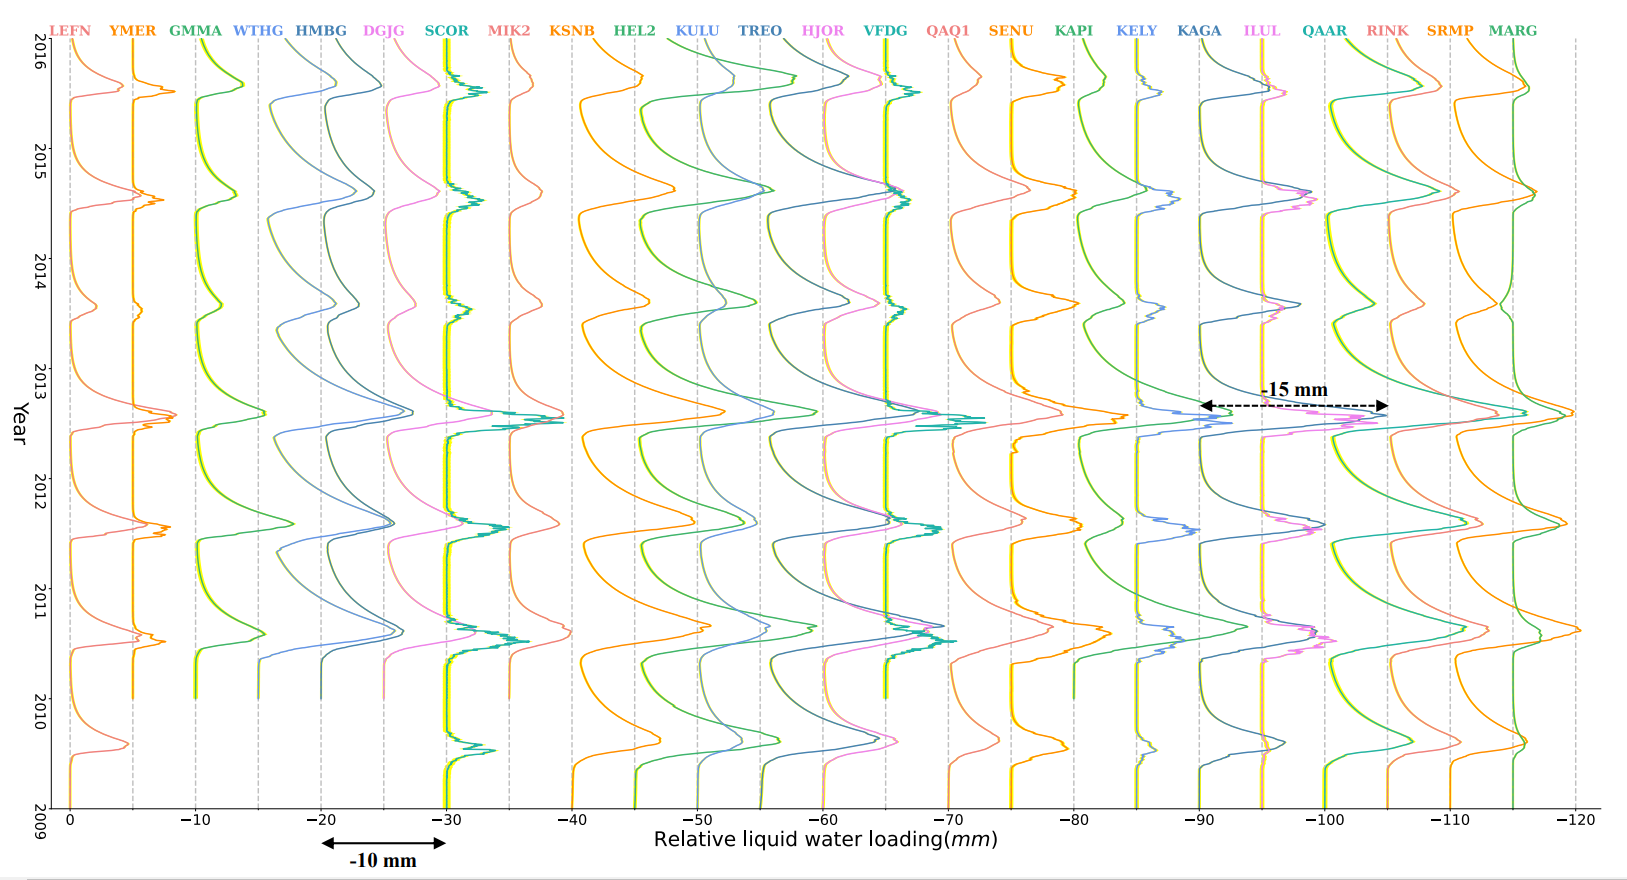 LEFN YMER GMMA WTHG HMBG DGJG SCOR MIK2 KSNB HEL2 KULU TREO HJOR VFDG QAQ1 SENU KAPI KELY KAGA ILUL QAAR RINK SRMP MARG
2016
2015
2014
2013
2012
2011
2010
2009
Year
-15 mm
0 −10 −20 −30 −40 −50 −60 −70 −80 −90 −100 −110 −120
Relative liquid water loading(mm)
-10 mm